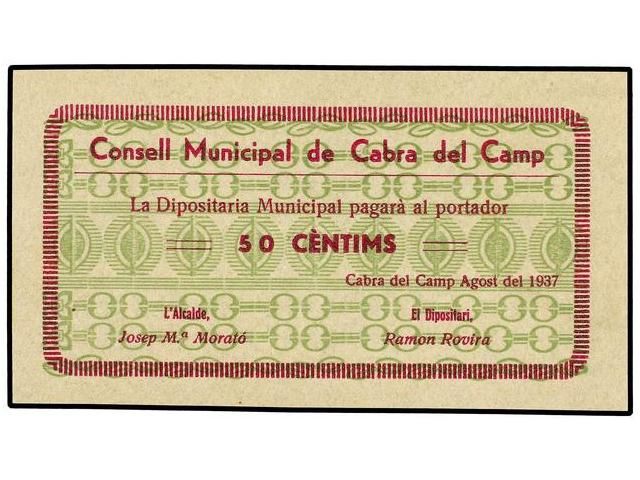 Consell Municipal de Cabra del Camp
La Dipositaria Municipal pagarà al portador
50 CÈNTIMS
Cabra del Camp Agost del 1937
L'Alcalde, El Dipositari,
Josep M.ª Morató Ramon Rovira